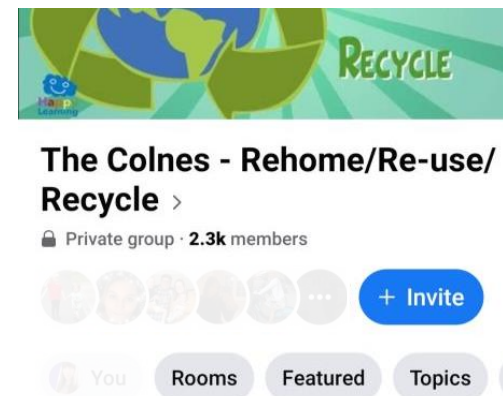 RECYCLE
Happy
Learning
The Colnes - Rehome/Re-use/
Recycle >
Private group · 2.3k members
+ Invite
You
Rooms
Featured
Topics